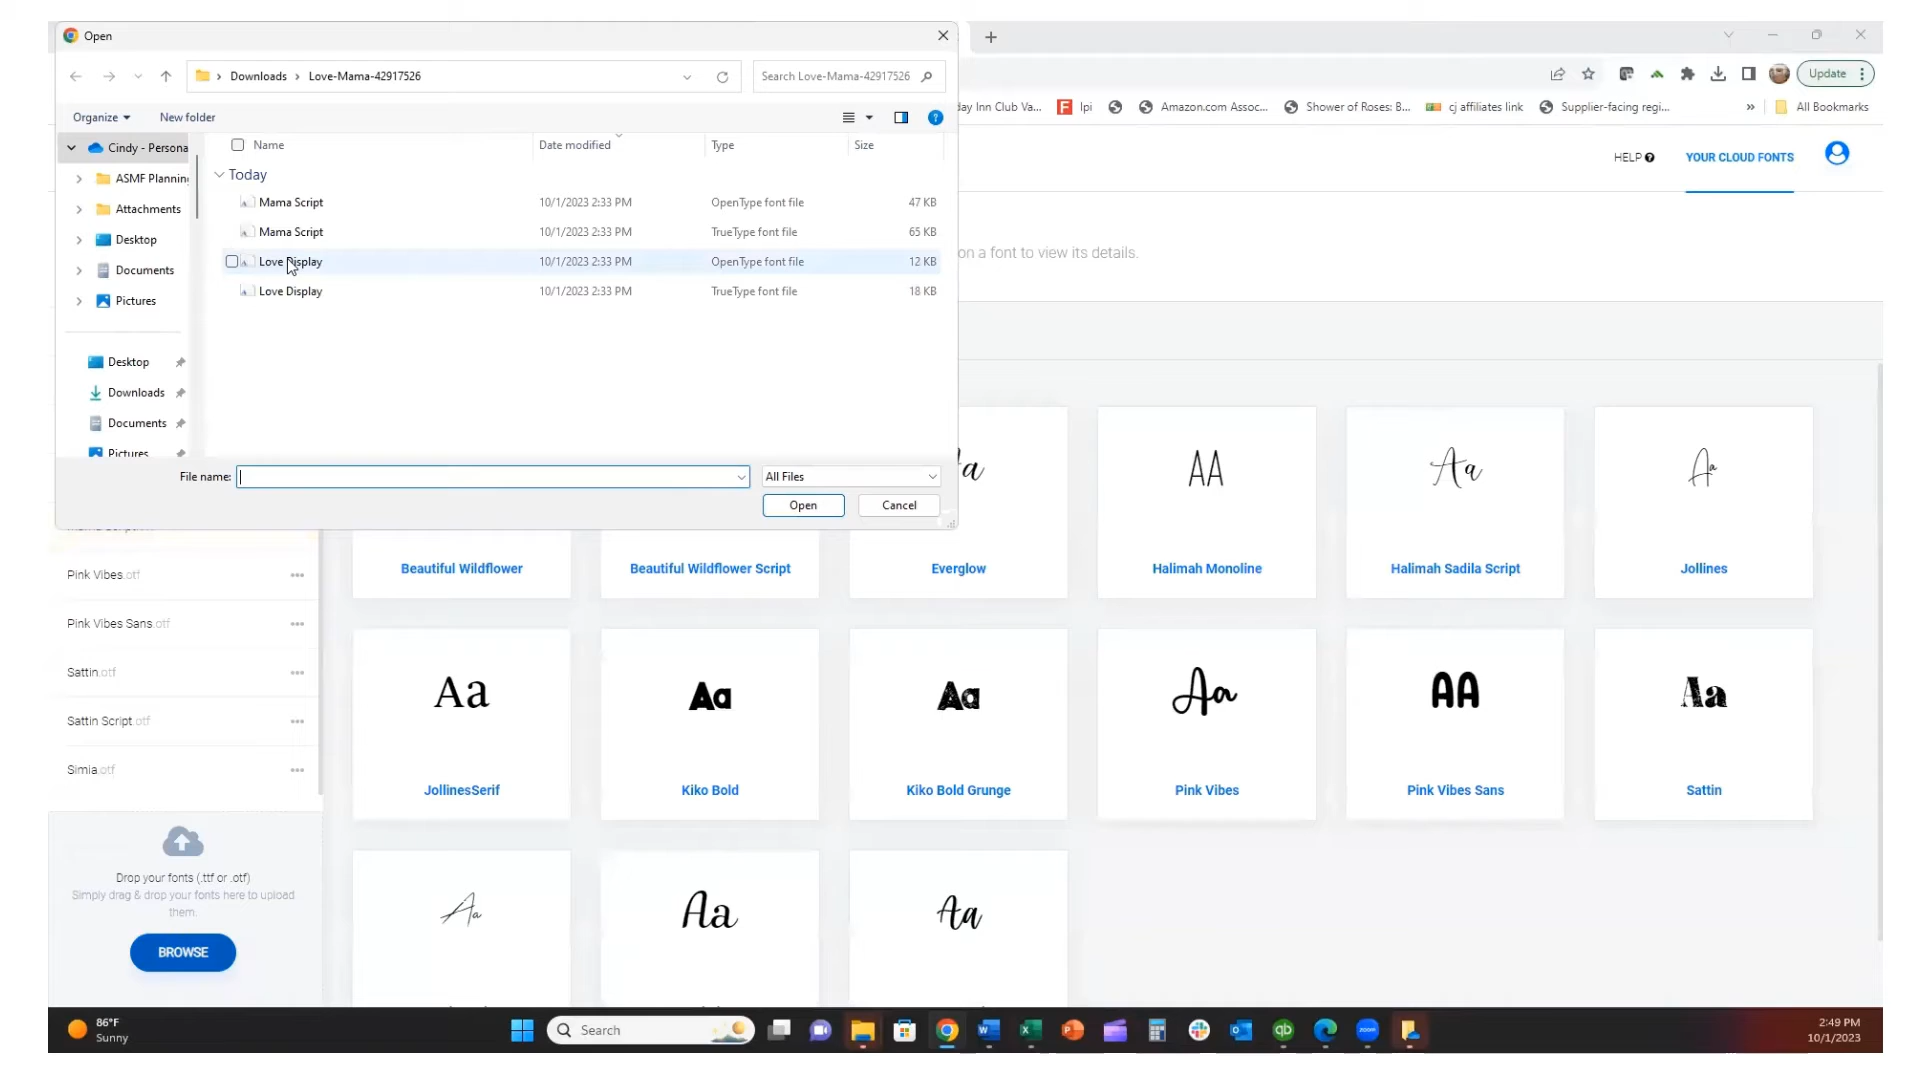 Open
Downloads > Love-Mama-42917526
Search Love-Mama-42917526
Update
Organize
New folder
day Inn Club Va...
lpi
Amazon.com Assoc...
Shower of Roses: B...
cj affiliates link
Supplier-facing regi...
»
All Bookmarks
Cindy - Persona
Name
Date modified
Type
Size
HELP
YOUR CLOUD FONTS
ASMF Planning
Today
Attachments
Mama Script 10/1/2023 2:33 PM OpenType font file 47 KB
Desktop
Mama Script 10/1/2023 2:33 PM TrueType font file 65 KB
Documents
Love Display 10/1/2023 2:33 PM OpenType font file 12 KB
Pictures
Love Display 10/1/2023 2:33 PM TrueType font file 18 KB
on a font to view its details.
Desktop
Downloads
Documents
Pictures
File name:
All Files
Open
Cancel
a
AA
Aa
Aa
Beautiful Wildflower
Beautiful Wildflower Script
Everglow
Halimah Monoline
Halimah Sadila Script
Jollines
Pink Vibes.otf
Pink Vibes Sans.otf
Sattin.otf
Sattin Script.otf
Simia.otf
Aa
Aa
Aa
Aa
AA
Aa
JollinesSerif
Kiko Bold
Kiko Bold Grunge
Pink Vibes
Pink Vibes Sans
Sattin
Drop your fonts (.ttf or .otf)
Simply drag & drop your fonts here to upload
them.
BROWSE
Aa
Aa
Aa
86°F
Sunny
Search
2:49 PM
10/1/2023